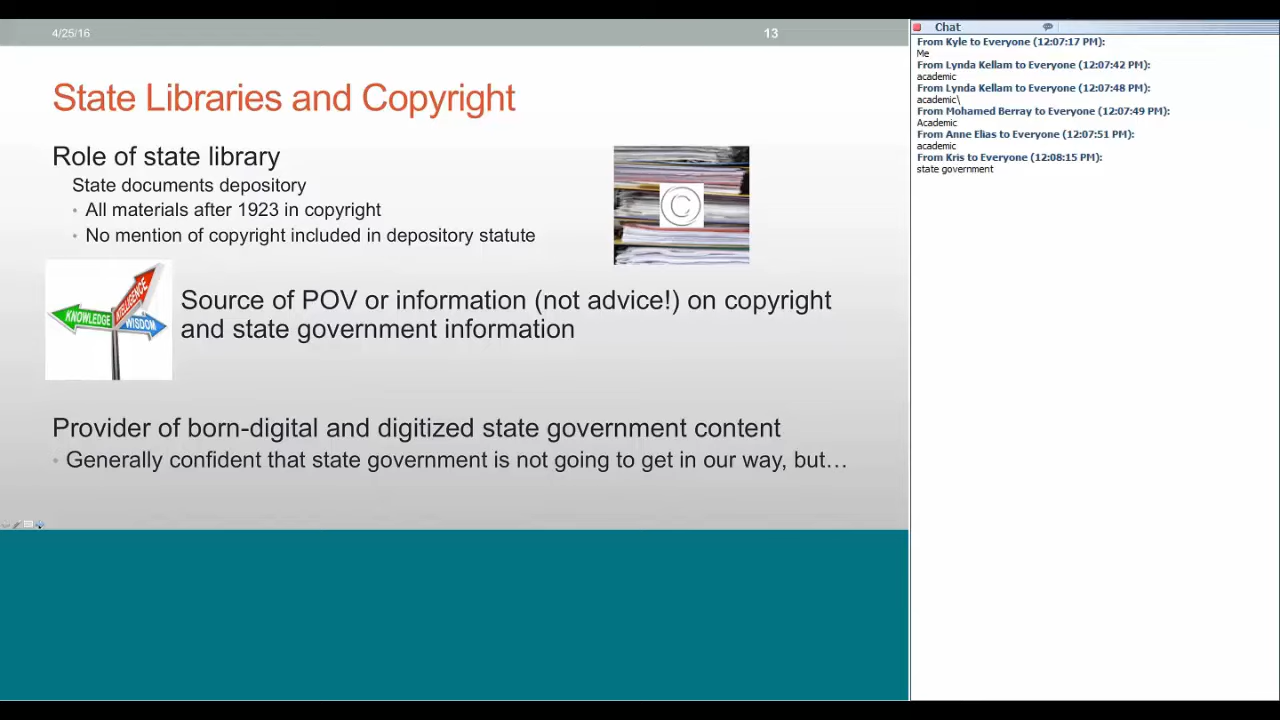 4/25/16
13
State Libraries and Copyright
Role of state library
State documents depository
• All materials after 1923 in copyright
• No mention of copyright included in depository statute
©
KNOWLEDGE
INTELLIGENCE
WISDOM
Source of POV or information (not advice!) on copyright
and state government information
Provider of born-digital and digitized state government content
• Generally confident that state government is not going to get in our way, but…
Chat
From Kyle to Everyone (12:07:17 PM):
Me
From Lynda Kellam to Everyone (12:07:42 PM):
academic
From Lynda Kellam to Everyone (12:07:48 PM):
academic\
From Mohamed Berray to Everyone (12:07:49 PM):
Academic
From Anne Elias to Everyone (12:07:51 PM):
academic
From Kris to Everyone (12:08:15 PM):
state government